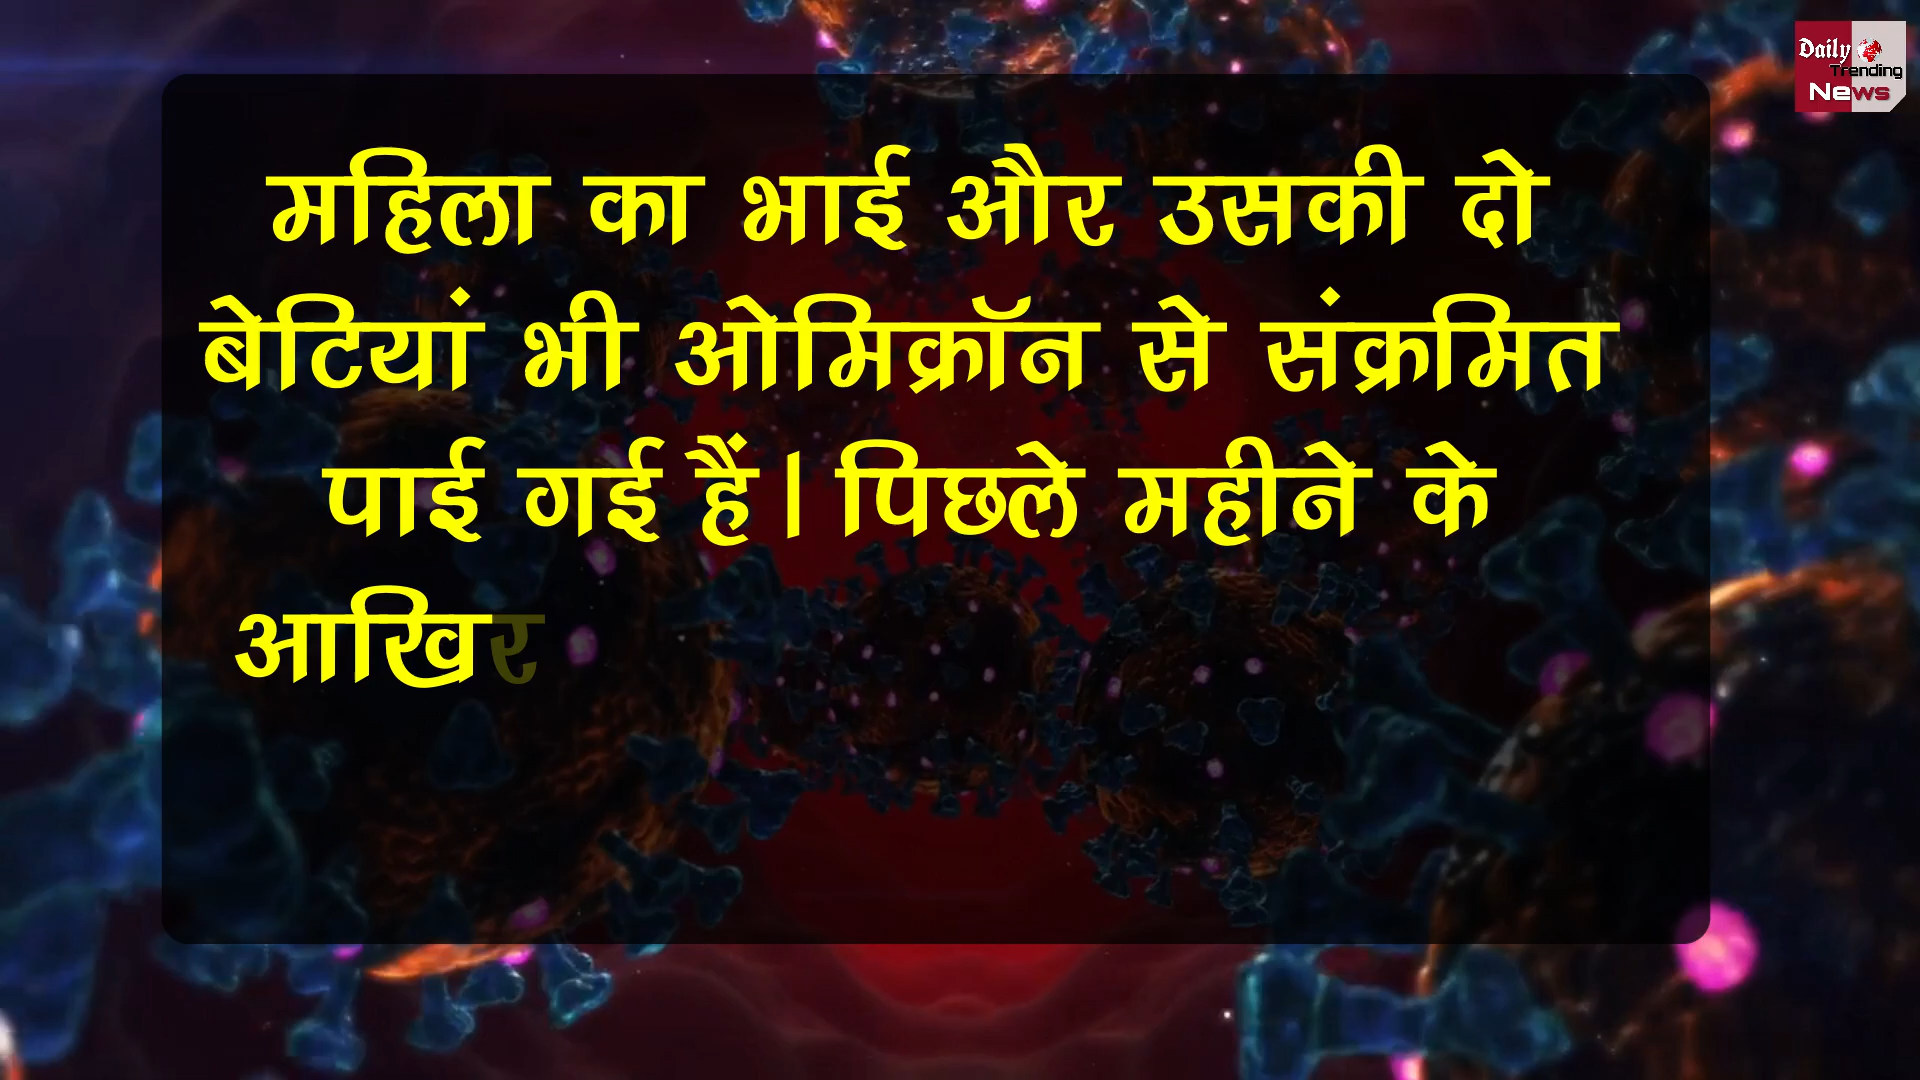 महिला का भाई और उसकी दो
बेटियां भी ओमिक्रॉन से संक्रमित
पाई गई हैं। पिछले महीने के
आखिर
Daily
Trending
News